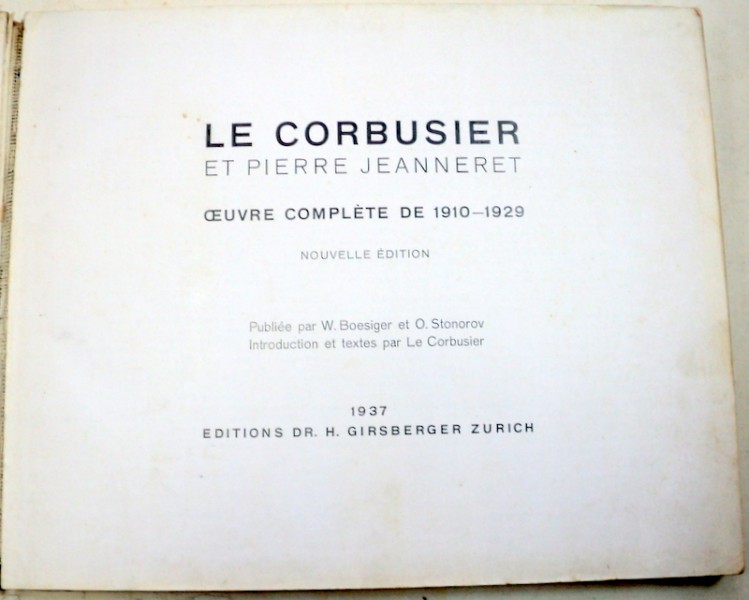 LE CORBUSIER
ET PIERRE JEANNERET
ŒUVRE COMPLÈTE DE 1910—1929
NOUVELLE ÉDITION
Publiée par W. Boesiger et O. Stonorov
Introduction et textes par Le Corbusier
1937
EDITIONS DR. H. GIRSBERGER ZURICH